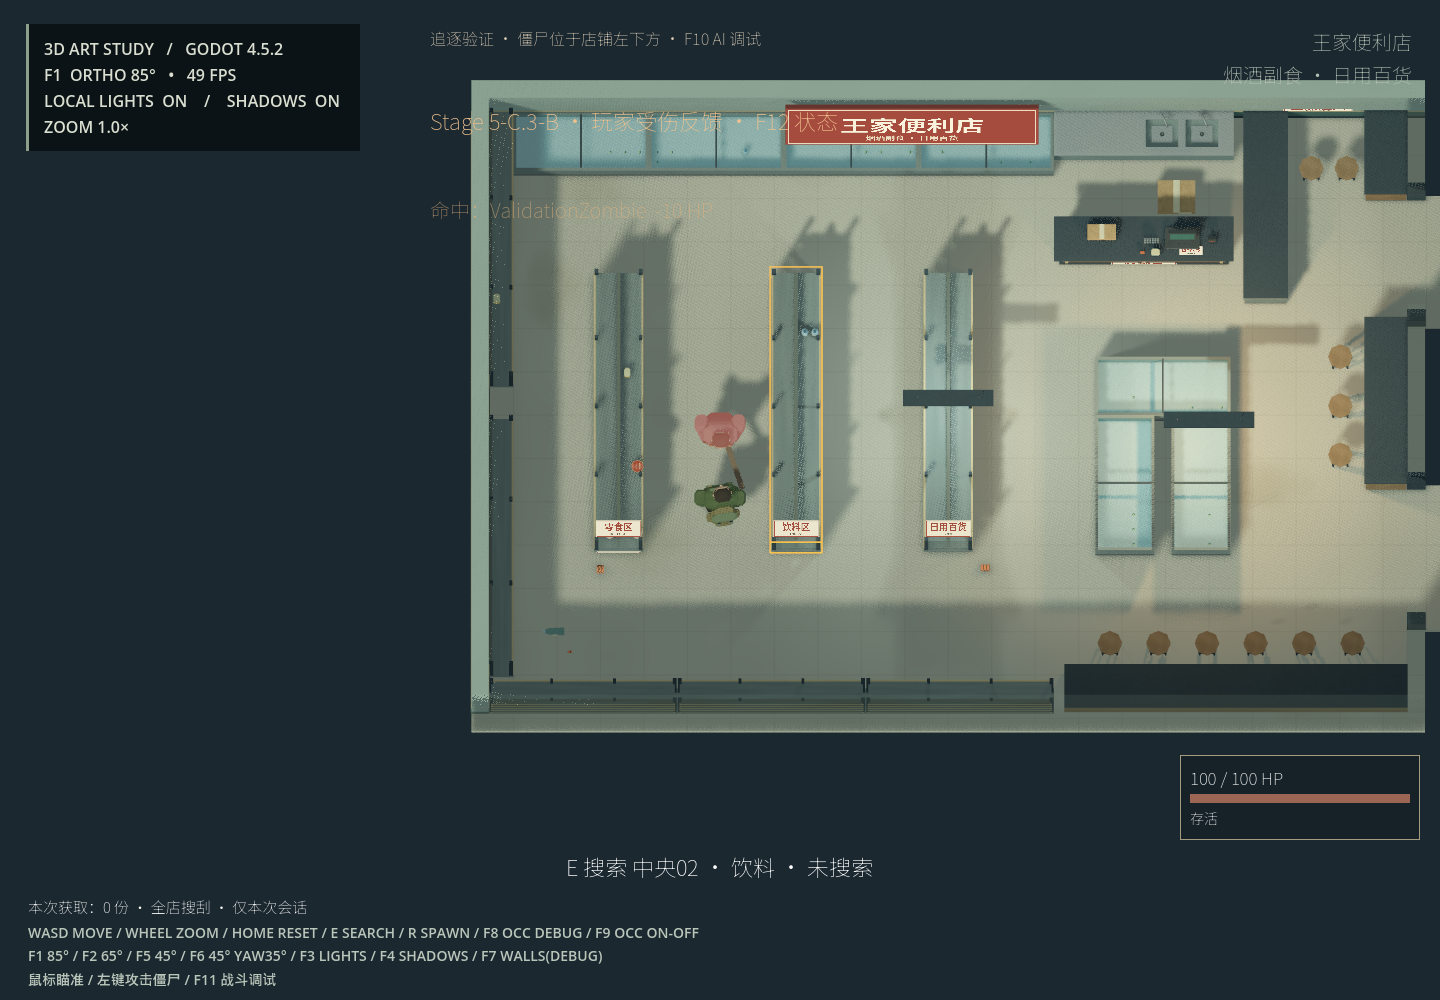 3D ART STUDY / GODOT 4.5.2
F1 ORTHO 85° • 49 FPS
LOCAL LIGHTS ON / SHADOWS ON
ZOOM 1.0×
追逐验证 · 僵尸位于店铺左下方 · F10 AI 调试
王家便利店
烟酒副食 · 日用百货
Stage 5-C.3-B · 玩家受伤反馈 · F12 状态
王家便利店
烟酒副食 · 日用百货
命中：ValidationZombie -10 HP
零食区
饮料区
日用百货
100 / 100 HP
存活
E 搜索 中央02 · 饮料 · 未搜索
本次获取：0 份 · 全店搜刮 · 仅本次会话
WASD MOVE / WHEEL ZOOM / HOME RESET / E SEARCH / R SPAWN / F8 OCC DEBUG / F9 OCC ON-OFF
F1 85° / F2 65° / F5 45° / F6 45° YAW35° / F3 LIGHTS / F4 SHADOWS / F7 WALLS(DEBUG)
鼠标瞄准 / 左键攻击僵尸 / F11 战斗调试